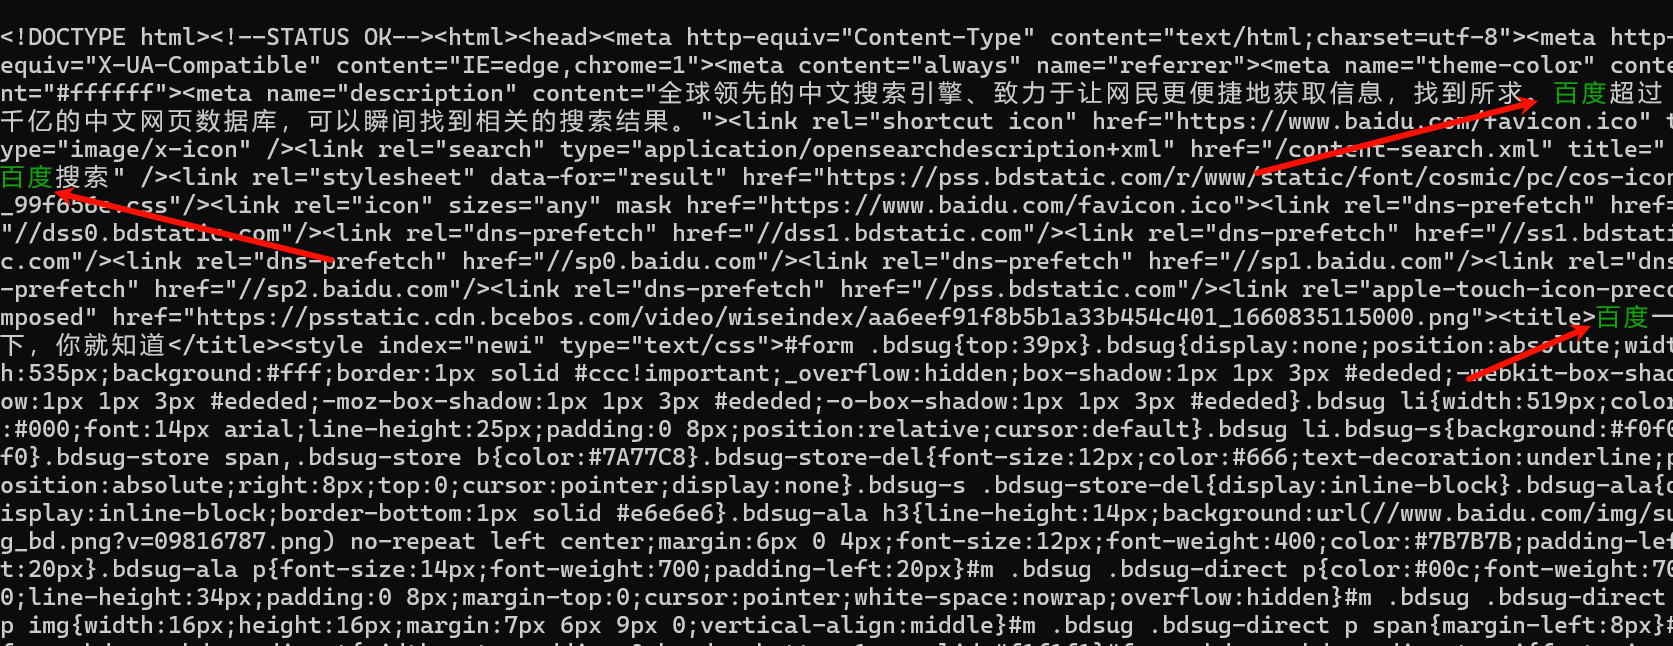 <!DOCTYPE html><!--STATUS OK--><html><head><meta http-equiv="Content-Type" content="text/html;charset=utf-8"><meta http-
equiv="X-UA-Compatible" content="IE=edge,chrome=1"><meta content="always" name="referrer"><meta name="theme-color" conte
nt="#ffffff"><meta name="description" content="全球领先的中文搜索引擎、致力于让网民更便捷地获取信息，找到所求。百度超过
千亿的中文网页数据库，可以瞬间找到相关的搜索结果。"><link rel="shortcut icon" href="https://www.baidu.com/favicon.ico" t
ype="image/x-icon" /><link rel="search" type="application/opensearchdescription+xml" href="/content-search.xml" title="
百度搜索" /><link rel="stylesheet" data-for="result" href="https://pss.bdstatic.com/r/www/static/font/cosmic/pc/cos-icon
_99f656e.css"/><link rel="icon" sizes="any" mask href="https://www.baidu.com/favicon.ico"><link rel="dns-prefetch" href=
"//dss0.bdstatic.com"/><link rel="dns-prefetch" href="//dss1.bdstatic.com"/><link rel="dns-prefetch" href="//ss1.bdstati
c.com"/><link rel="dns-prefetch" href="//sp0.baidu.com"/><link rel="dns-prefetch" href="//sp1.baidu.com"/><link rel="dns
-prefetch" href="//sp2.baidu.com"/><link rel="dns-prefetch" href="//pss.bdstatic.com"/><link rel="apple-touch-icon-preco
mposed" href="https://psstatic.cdn.bcebos.com/video/wiseindex/aa6eef91f8b5b1a33b454c401_1660835115000.png"><title>百度一
下，你就知道</title><style index="newi" type="text/css">#form .bdsug{top:39px}.bdsug{display:none;position:absolute;widt
h:535px;background:#fff;border:1px solid #ccc!important;_overflow:hidden;box-shadow:1px 1px 3px #ededed;-webkit-box-shad
ow:1px 1px 3px #ededed;-moz-box-shadow:1px 1px 3px #ededed;-o-box-shadow:1px 1px 3px #ededed}.bdsug li{width:519px;color
:#000;font:14px arial;line-height:25px;padding:0 8px;position:relative;cursor:default}.bdsug li.bdsug-s{background:#f0f0
f0}.bdsug-store span,.bdsug-store b{color:#7A77C8}.bdsug-store-del{font-size:12px;color:#666;text-decoration:underline;p
osition:absolute;right:8px;top:0;cursor:pointer;display:none}.bdsug-s .bdsug-store-del{display:inline-block}.bdsug-ala{d
isplay:inline-block;border-bottom:1px solid #e6e6e6}.bdsug-ala h3{line-height:14px;background:url(//www.baidu.com/img/su
g_bd.png?v=09816787.png) no-repeat left center;margin:6px 0 4px;font-size:12px;font-weight:400;color:#7B7B7B;padding-lef
t:20px}.bdsug-ala p{font-size:14px;font-weight:700;padding-left:20px}#m .bdsug .bdsug-direct p{color:#00c;font-weight:70
0;line-height:34px;padding:0 8px;margin-top:0;cursor:pointer;white-space:nowrap;overflow:hidden}#m .bdsug .bdsug-direct
p img{width:16px;height:16px;margin:7px 6px 9px 0;vertical-align:middle}#m .bdsug .bdsug-direct p span{margin-left:8px}#